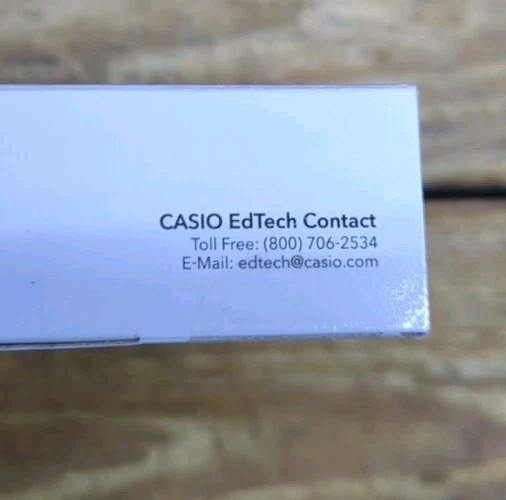 CASIO EdTech Contact
Toll Free: (800) 706-2534
E-Mail: edtech@casio.com